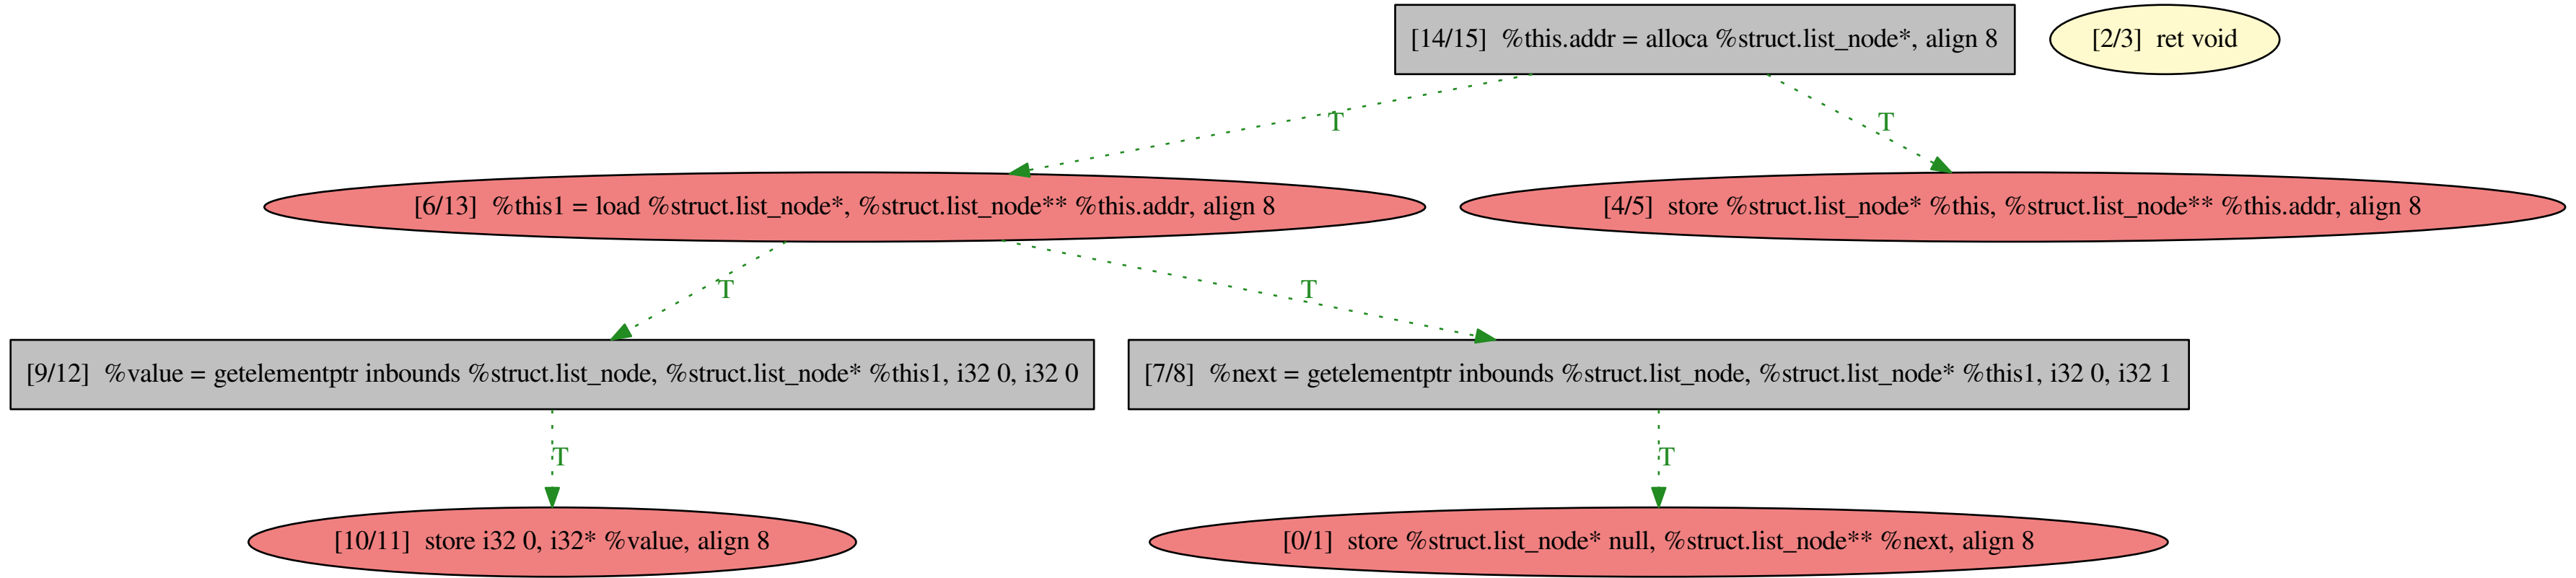 [14/15]  %this.addr = alloca %struct.list_node*, align 8
[2/3]  ret void
T
T
[6/13]  %this1 = load %struct.list_node*, %struct.list_node** %this.addr, align 8
[4/5]  store %struct.list_node* %this, %struct.list_node** %this.addr, align 8
T
T
[9/12]  %value = getelementptr inbounds %struct.list_node, %struct.list_node* %this1, i32 0, i32 0
[7/8]  %next = getelementptr inbounds %struct.list_node, %struct.list_node* %this1, i32 0, i32 1
T
T
[10/11]  store i32 0, i32* %value, align 8
[0/1]  store %struct.list_node* null, %struct.list_node** %next, align 8